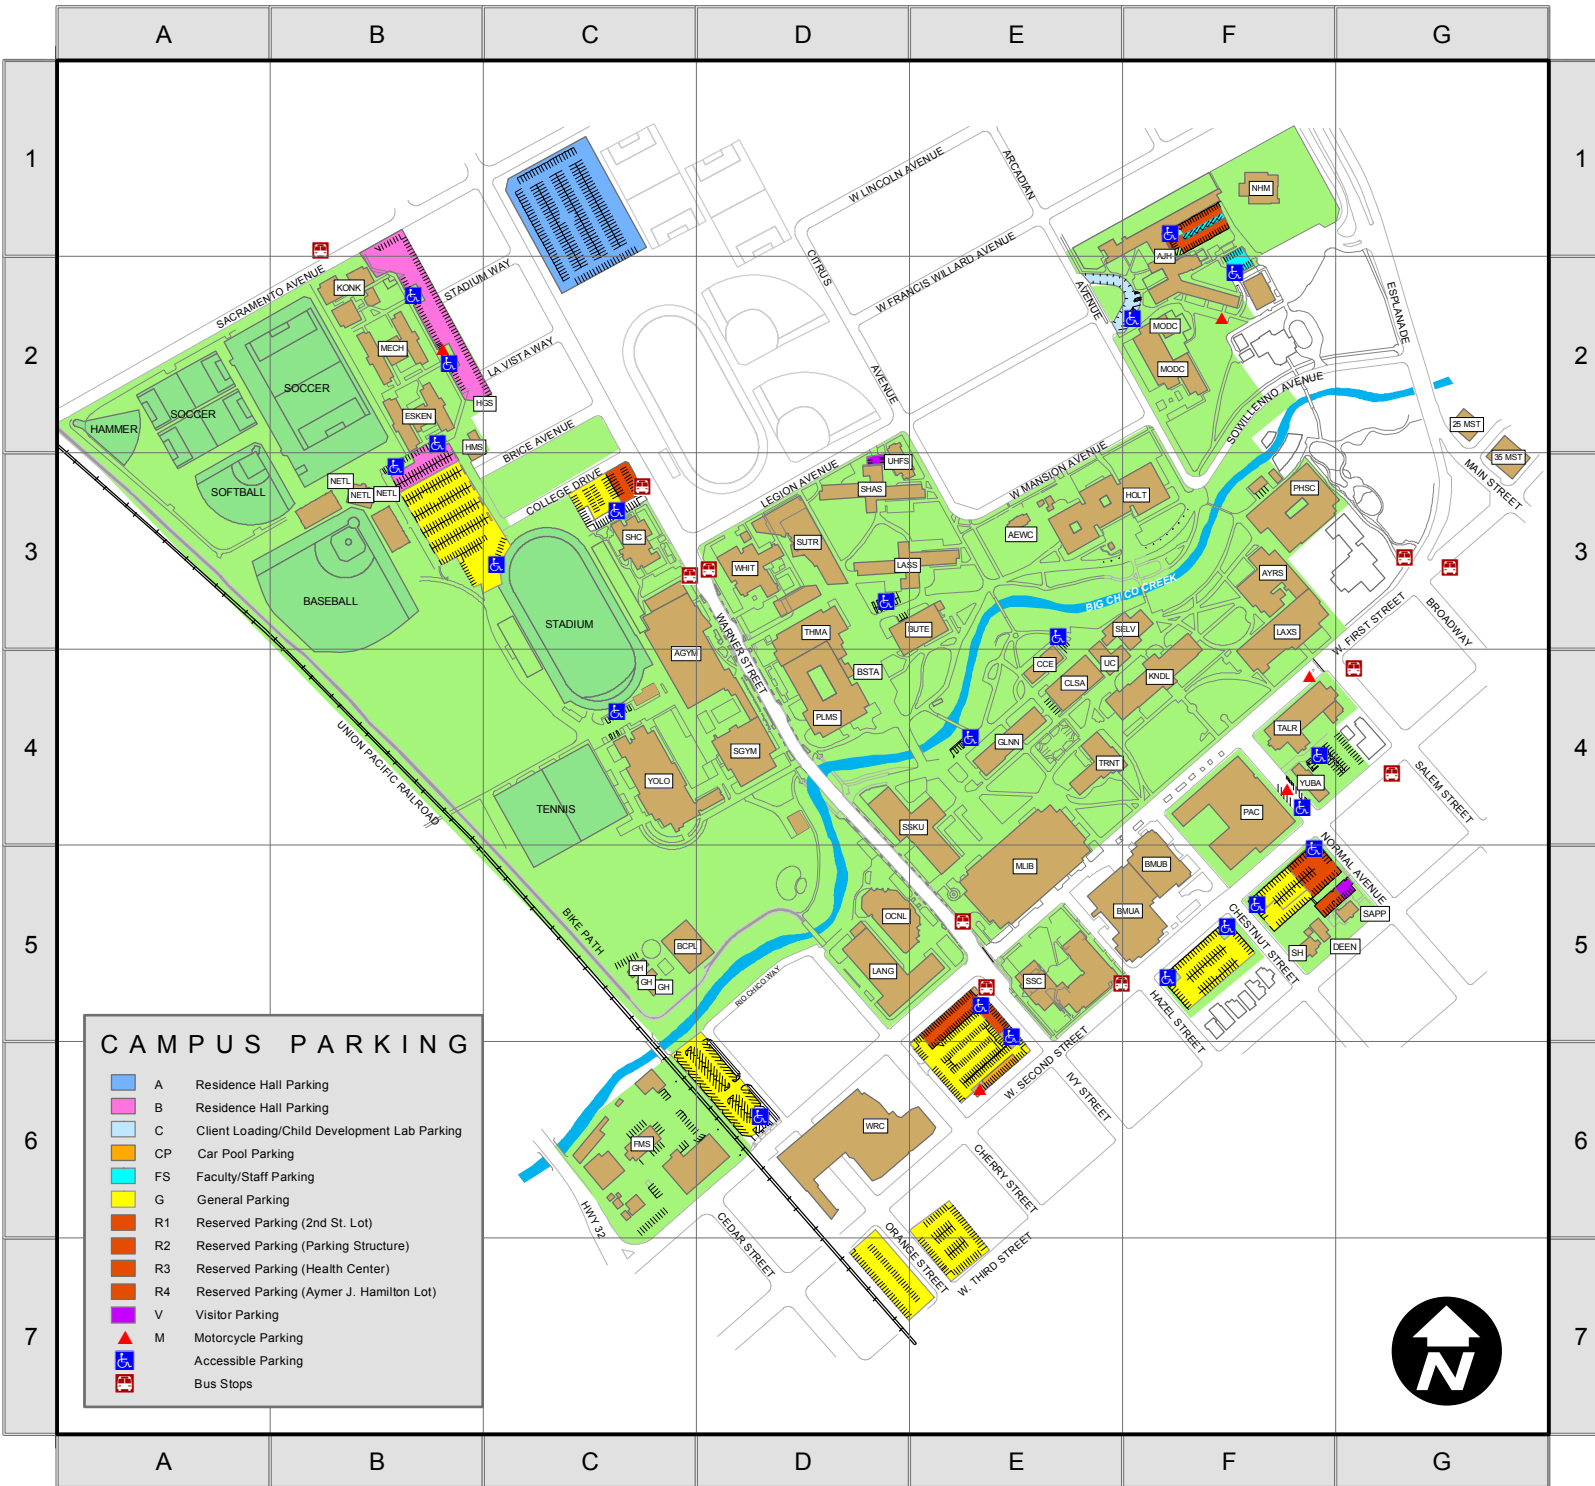 A B C D E F G
1 1
W LINCOLN AVENUE
ARCADIAN
NHM
SACRAMENTO AVENUE
STADIUM WAY
CITRUS
W FRANCIS WILLARD AVENUE
AVENUE
AJH
ESPLANADE
KONK
MODC
2 2
MECH
LA VISTA WAY
AVENUE
MODC
SOCCER
SOWILLENNO AVENUE
HGS
SOCCER
ESKEN
HAMMER
25 MST
BRICE AVENUE
HMS
35 MST
UHFS
W MANSION AVENUE
MAIN STREET
LEGION AVENUE
COLLEGE DRIVE
NETL
NETL
NETL
SOFTBALL
SHAS
HOLT
PHSC
SHC
AEWC
SUTR
3 3
WHIT
LASS
AYRS
BIG CHICO CREEK
BASEBALL
STADIUM
WARNER STREET
THMA
BUTE
SELV
LAXS
W. FIRST STREET
BROADWAY
AGYM
BSTA
CCE
UC
CLSA
KNDL
PLMS
GLNN
TALR
4 4
SGYM
TRNT
UNION PACIFIC RAILROAD
YOLO
YUBA
SALEM STREET
TENNIS
SSKU
PAC
NORMAL AVENUE
MLIB
BMUB
OCNL
BMUA
SAPP
BIKE PATH
BCPL
CHESTNUT STREET
5 5
DEEN
SH
GH
GH
GH
LANG
SSC
RIO CHICO WAY
HAZEL STREET
CAMPUS PARKING
A Residence Hall Parking
B Residence Hall Parking
C Client Loading/Child Development Lab Parking
CP Car Pool Parking
FS Faculty/Staff Parking
G General Parking
R1 Reserved Parking (2nd St. Lot)
R2 Reserved Parking (Parking Structure)
R3 Reserved Parking (Health Center)
R4 Reserved Parking (Aymer J. Hamilton Lot)
V Visitor Parking
M Motorcycle Parking
Accessible Parking
Bus Stops
W. SECOND STREET
IVY STREET
WRC
FMS
6 6
CHERRY STREET
HWY 32
CEDAR STREET
ORANGE STREET
W. THIRD STREET
7 7
N
A B C D E F G